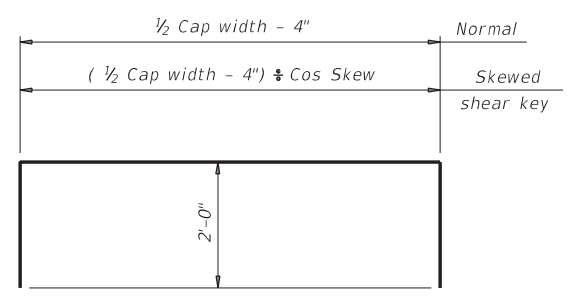 ½ Cap width - 4" Normal
( ½ Cap width - 4") ÷ Cos Skew Skewed
shear key
2'-0"